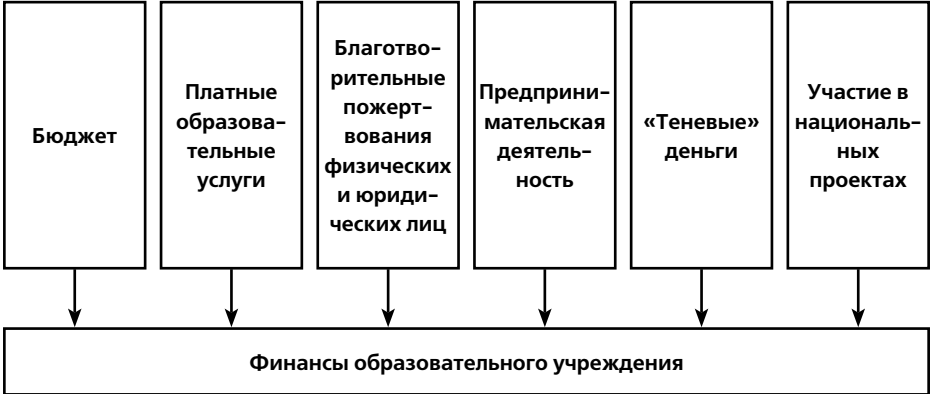 Бюджет
Платные
образова–
тельные
услуги
Благотво–
рительные
пожерт–
вования
физических
и юриди–
ческих лиц
Предприни–
мательская
деятель–
ность
«Теневые»
деньги
Участие в
националь–
ных
проектах
Финансы образовательного учреждения